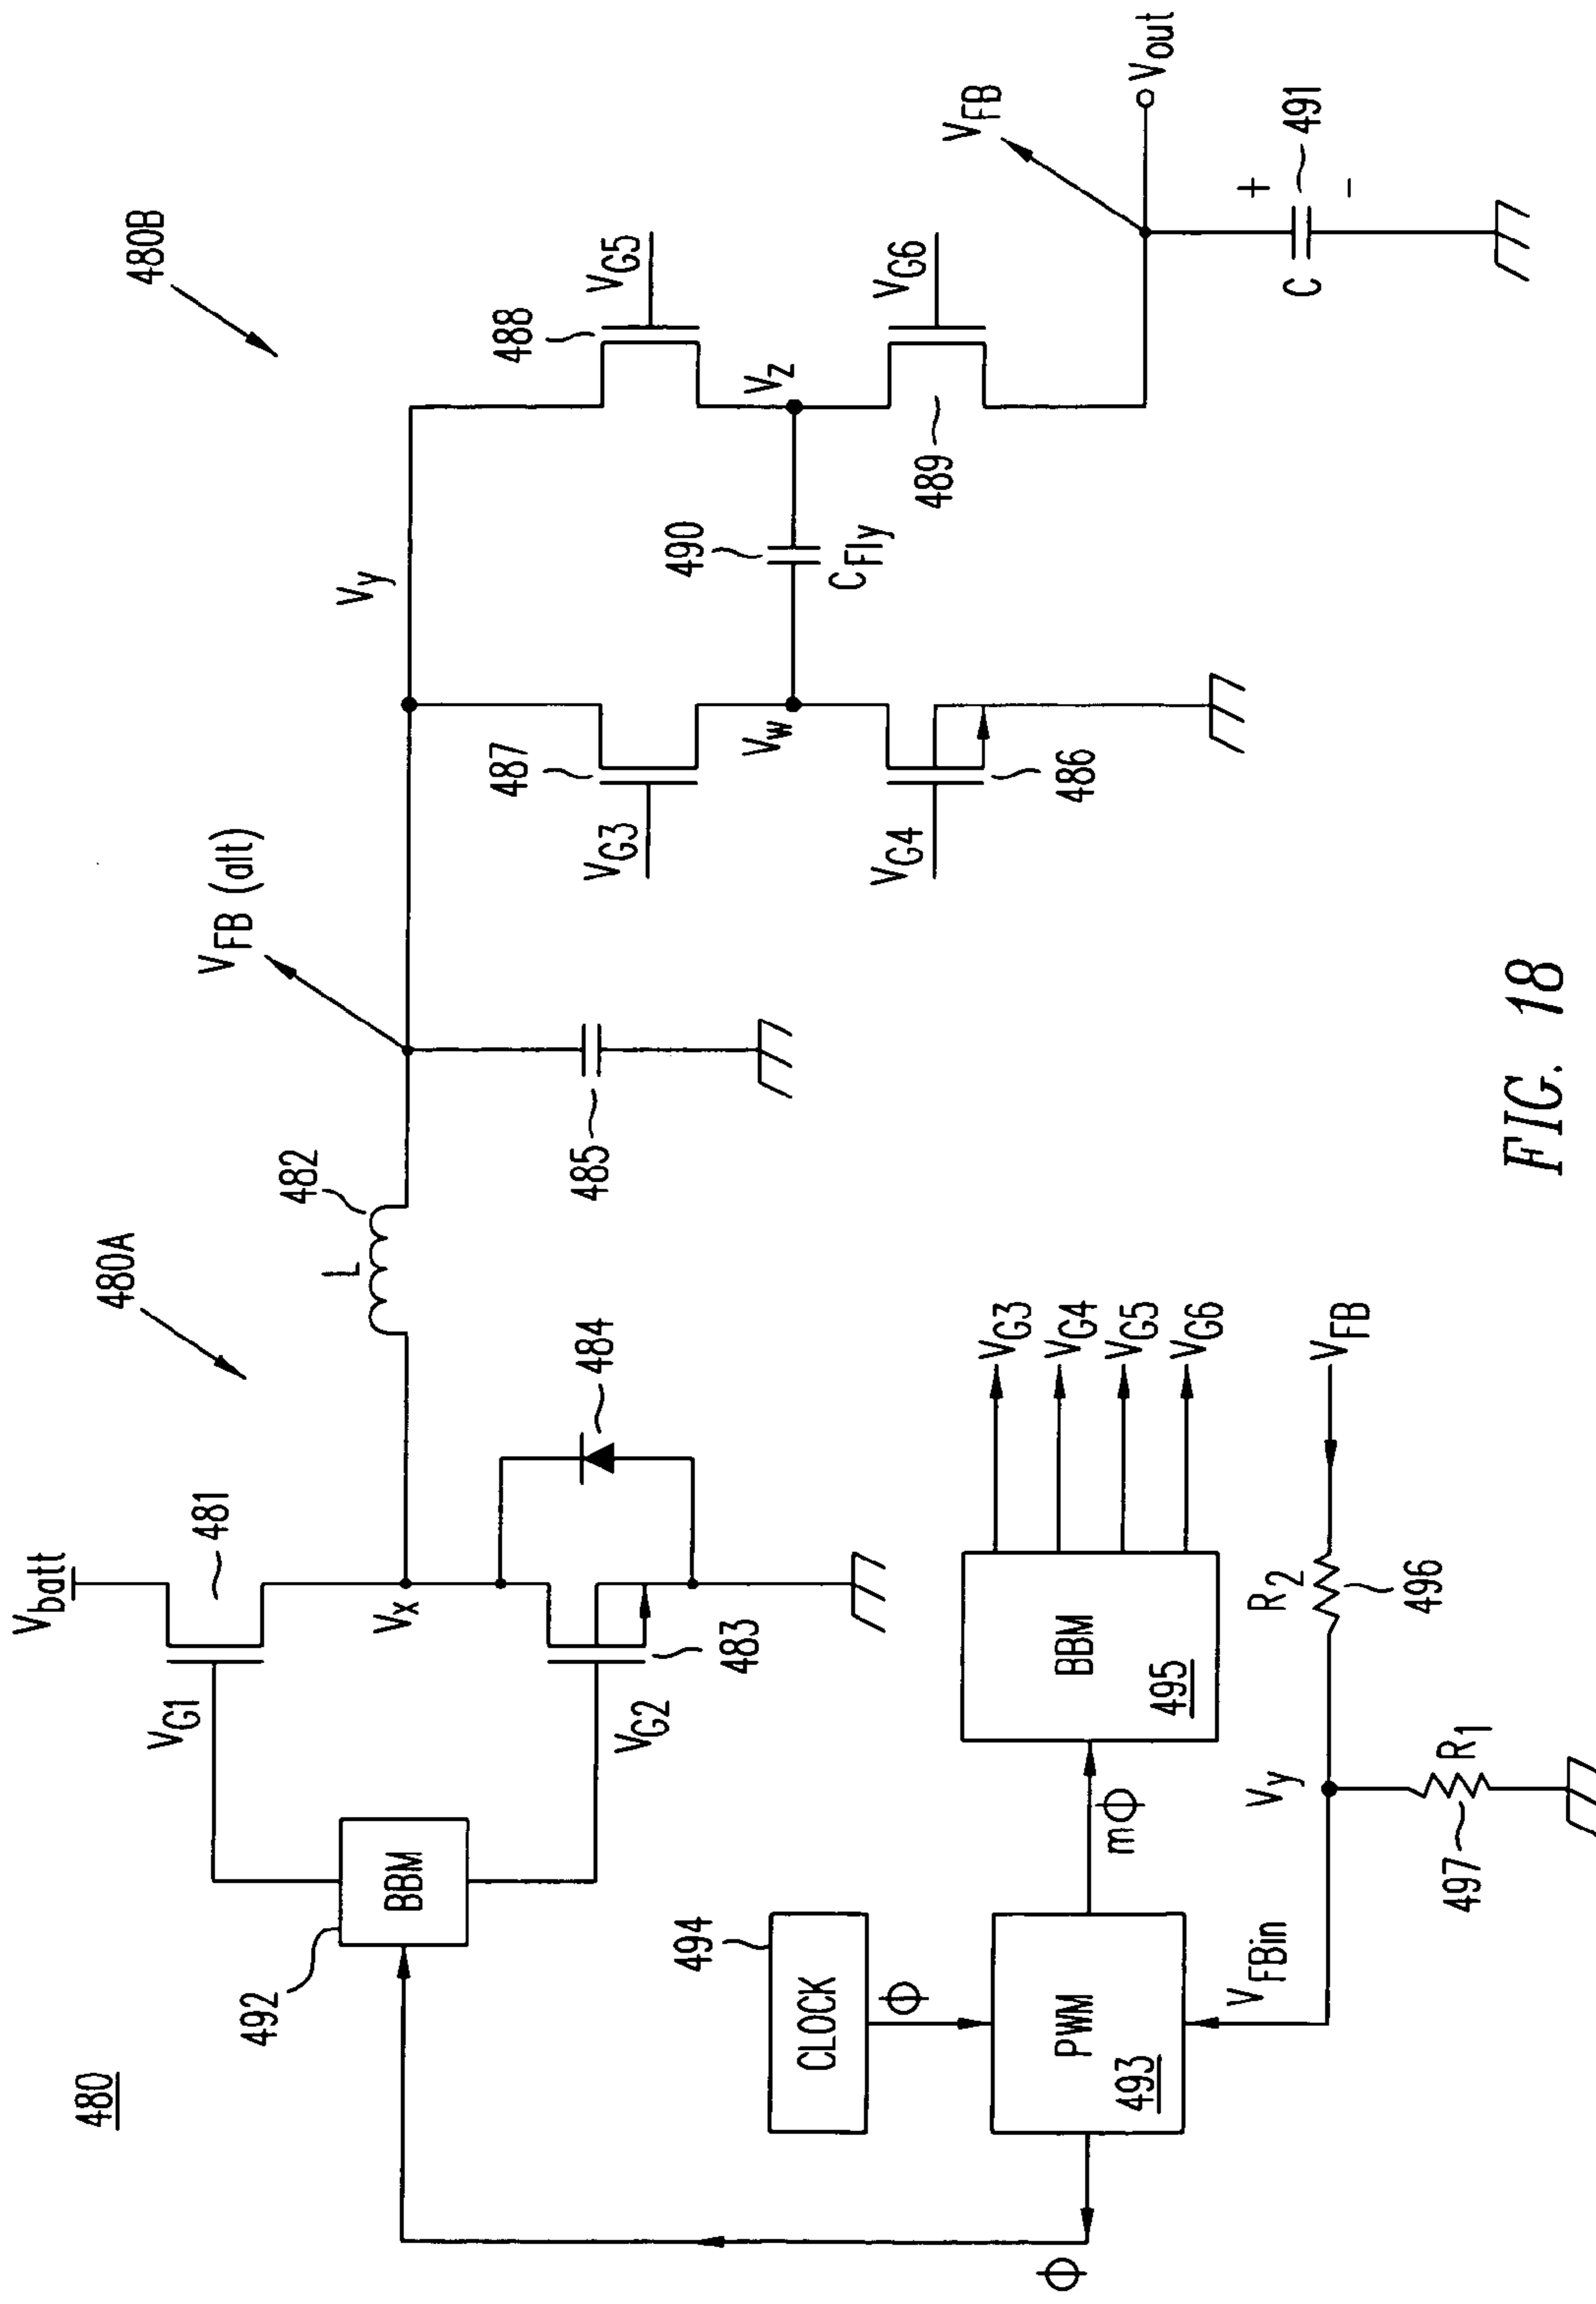 480
480A
480B
Vbatt
481
VG1
Vx
492
BBM
VG2
483
484
L
482
VFB (alt)
485
Vy
487
VG3
Vw
VG4
486
490
CFly
488
VG5
Vz
VG6
489
VFB
Vout
+
C
491
-
494
CLOCK
Φ
PWM
493
Φ
mΦ
BBM
495
VG3
VG4
VG5
VG6
VFBin
Vy
R2
496
VFB
R1
497
FIG. 18